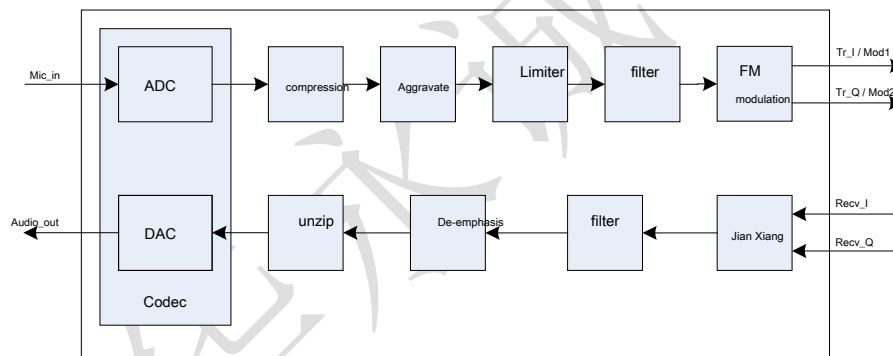 Mic_in
ADC
compression
Aggravate
Limiter
filter
FM
modulation
Tr_I / Mod1
Tr_Q / Mod2
Audio_out
DAC
unzip
De-emphasis
filter
Jian Xiang
Recv_I
Recv_Q
Codec